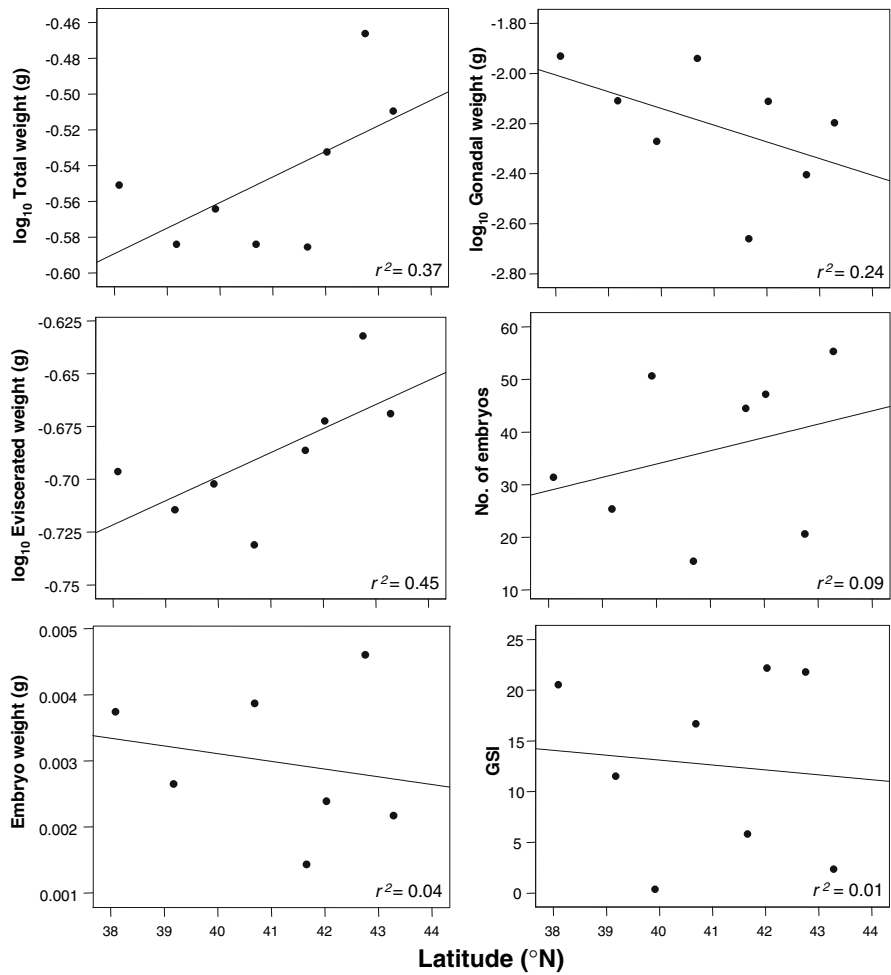 log10 Total weight (g)
-0.46
-0.48
-0.50
-0.52
-0.54
-0.56
-0.58
-0.60
r2= 0.37
log10 Gonadal weight (g)
-1.80
-2.00
-2.20
-2.40
-2.60
-2.80
r2= 0.24
log10 Eviscerated weight (g)
-0.625
-0.65
-0.675
-0.70
-0.725
-0.75
r2= 0.45
No. of embryos
60
50
40
30
20
10
r2= 0.09
Embryo weight (g)
0.005
0.004
0.003
0.002
0.001
r2= 0.04
38 39 40 41 42 43 44
GSI
25
20
15
10
5
0
r2= 0.01
38 39 40 41 42 43 44
Latitude (°N)